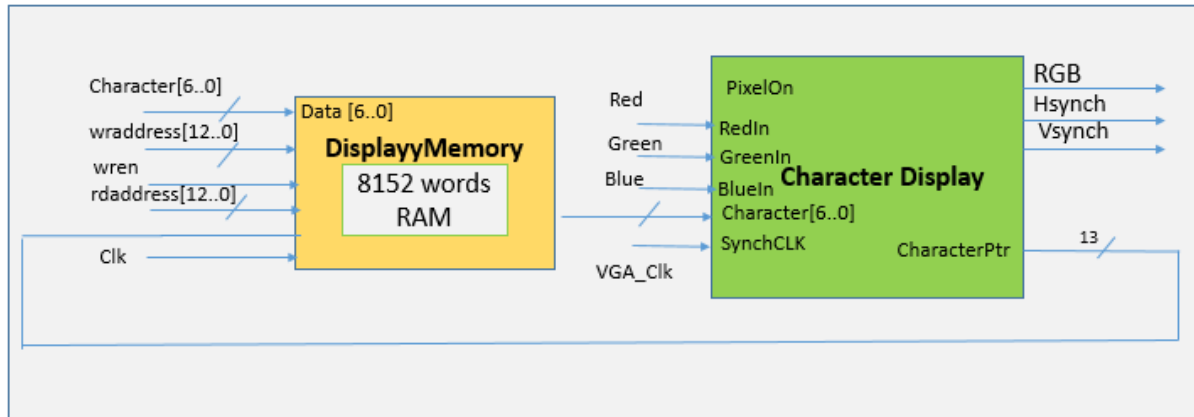 Character[6..0]
wraddress[12..0]
wren
rdaddress[12..0]
Clk
Data [6..0]
DisplayyMemory
8152 words
RAM
Red
Green
Blue
VGA_Clk
PixelOn
RedIn
GreenIn
BlueIn
Character Display
Character[6..0]
SynchCLK
CharacterPtr
RGB
Hsynch
Vsynch
13